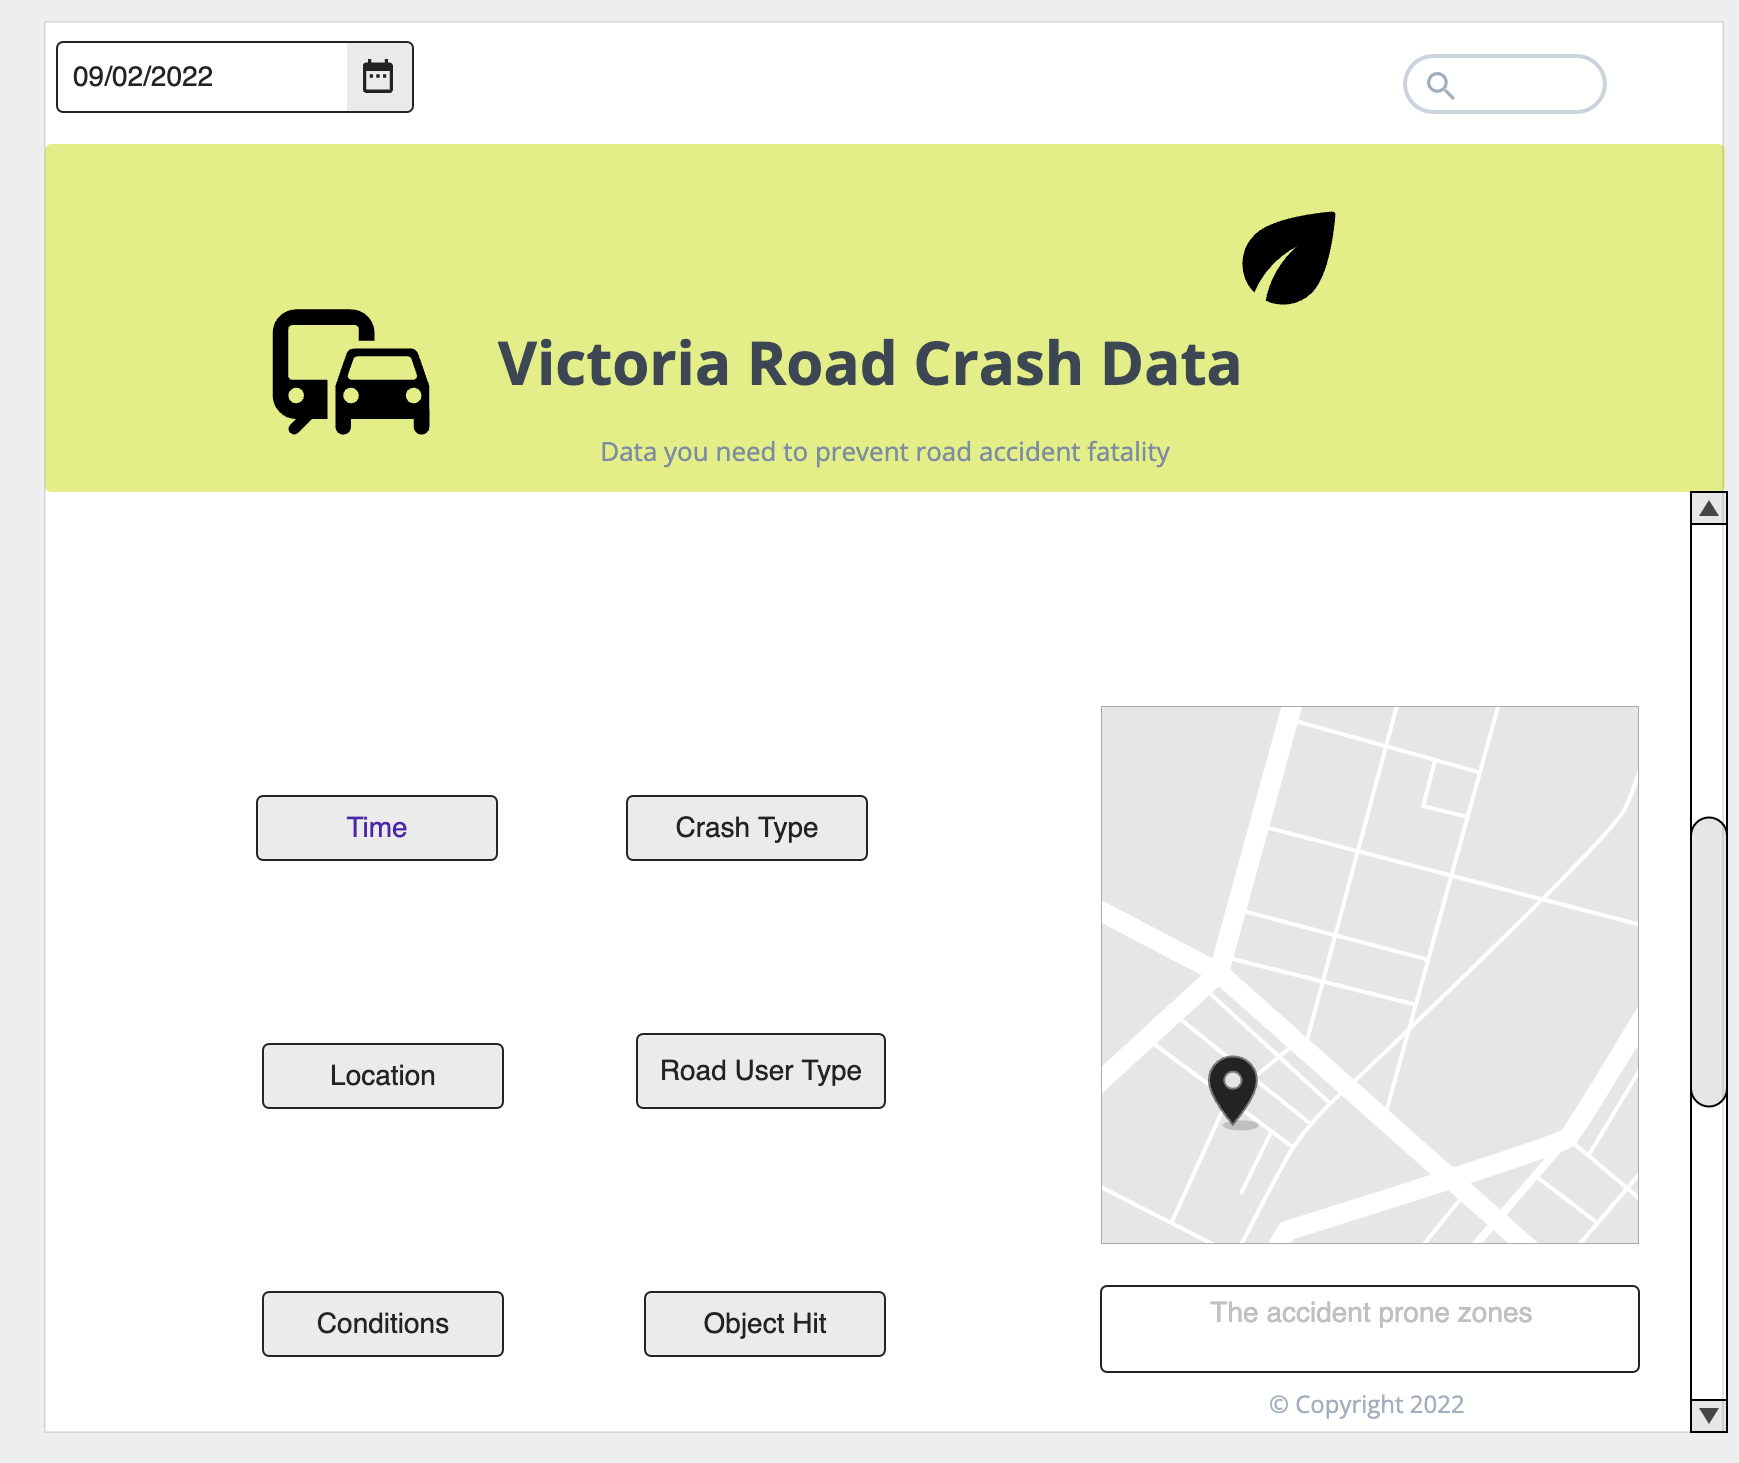 09/02/2022
Victoria Road Crash Data
Data you need to prevent road accident fatality
Time
Crash Type
Location
Road User Type
Conditions
Object Hit
The accident prone zones
© Copyright 2022